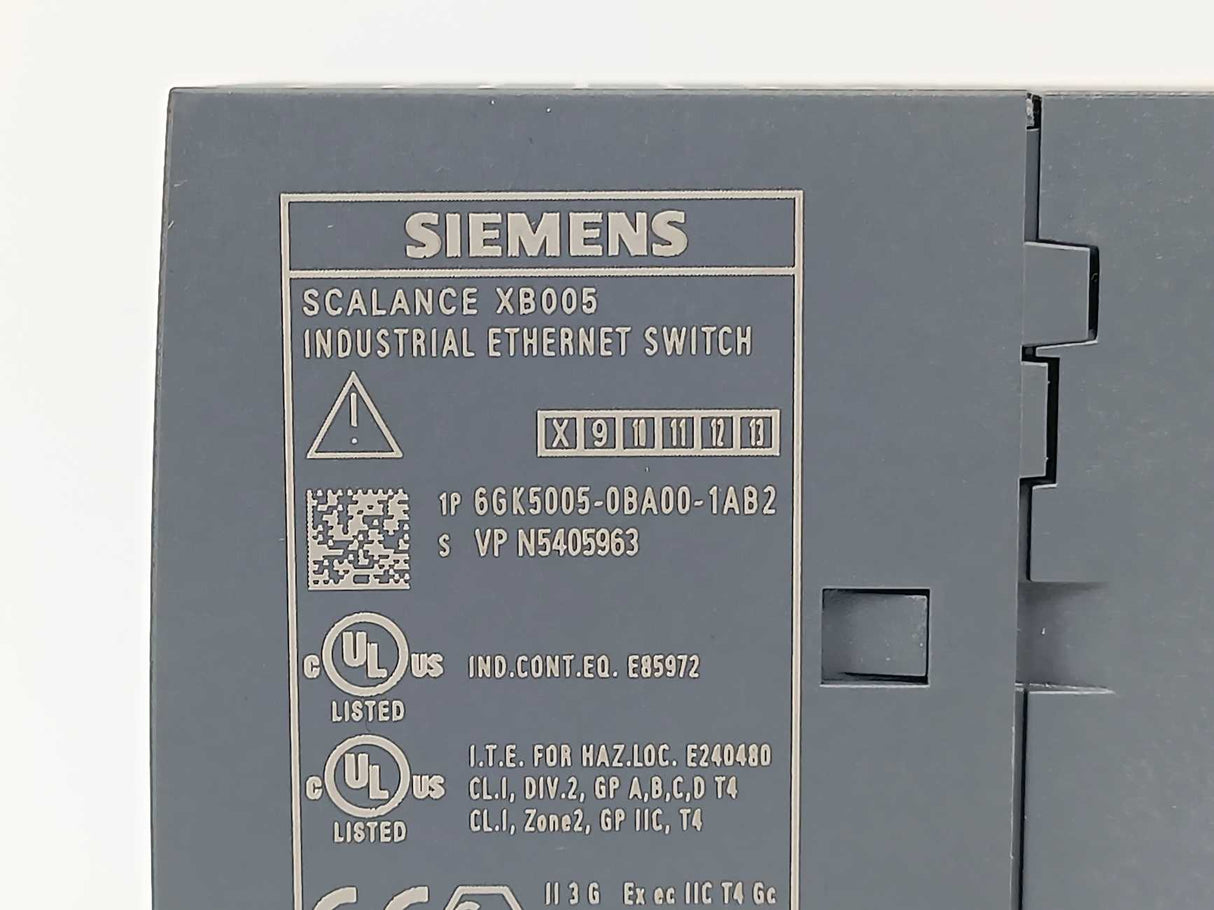 SIEMENS
SCALANCE XB005
INDUSTRIAL ETHERNET SWITCH
X 9 10 11 12 13
1P 6GK5005-0BA00-1AB2
S VP N5405963
C UL US IND.CONT.EQ. E85972
LISTED
I.T.E. FOR HAZ.LOC. E240480
C UL US CL.I, DIV.2, GP A,B,C,D T4
CL.I, Zone2, GP IIC, T4
LISTED
II 3 G Ex ec IIC T4 Gc